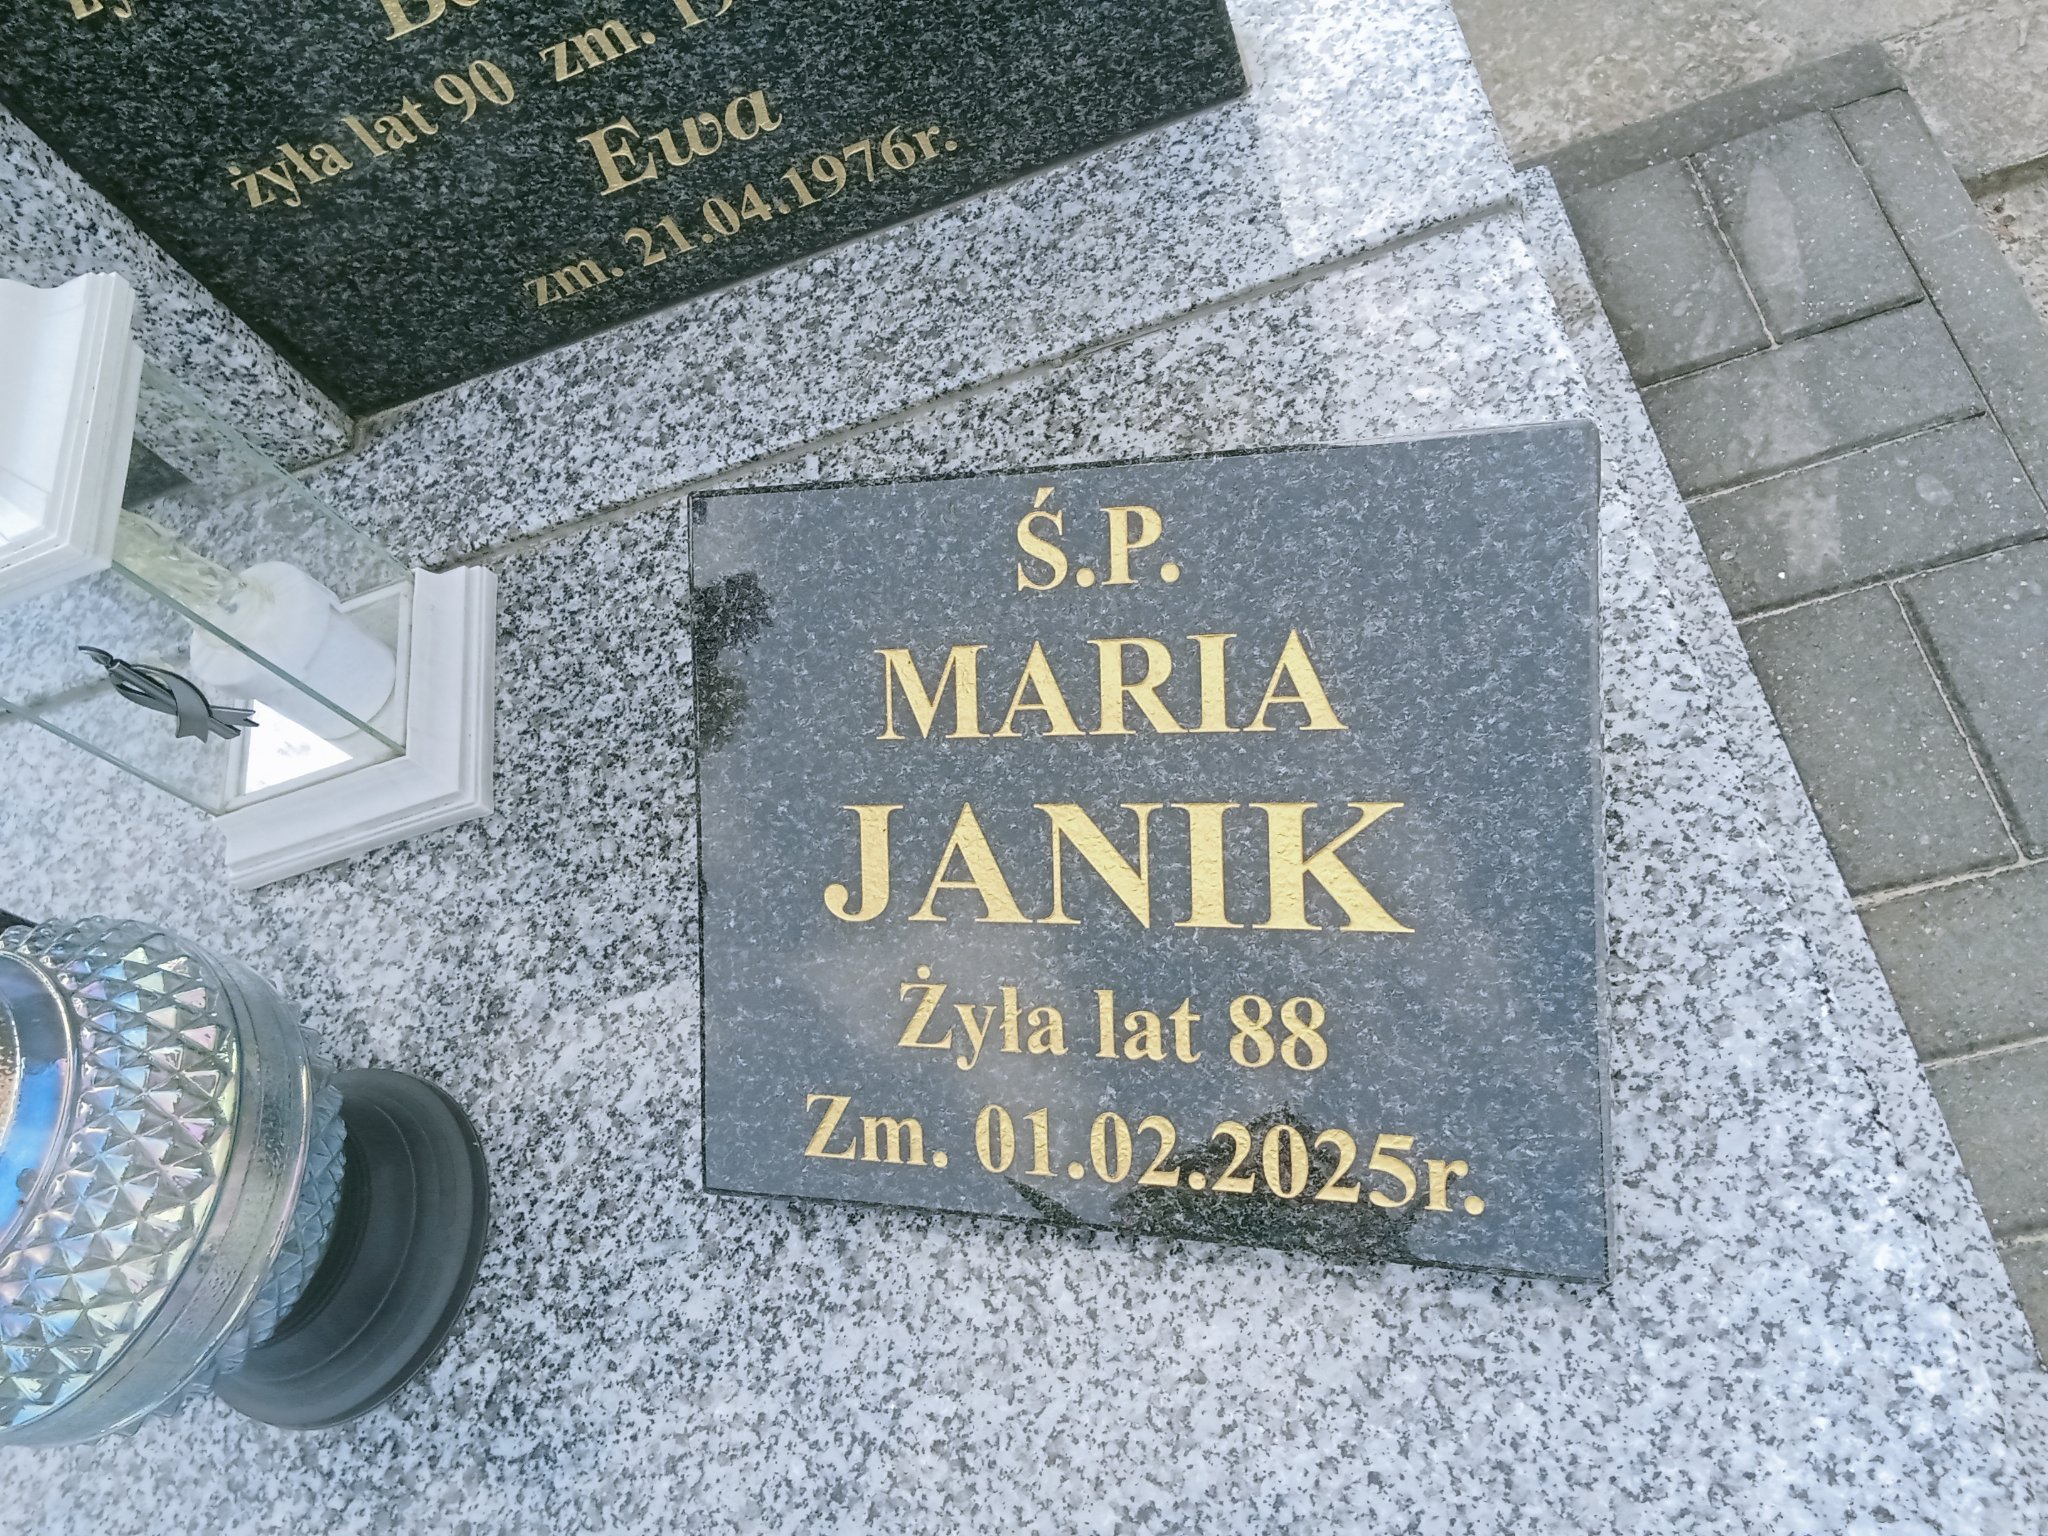 żyła lat 90 zm.
Ewa
zm. 21.04.1976r.
Ś.P.
MARIA
JANIK
Żyła lat 88
Zm. 01.02.2025r.